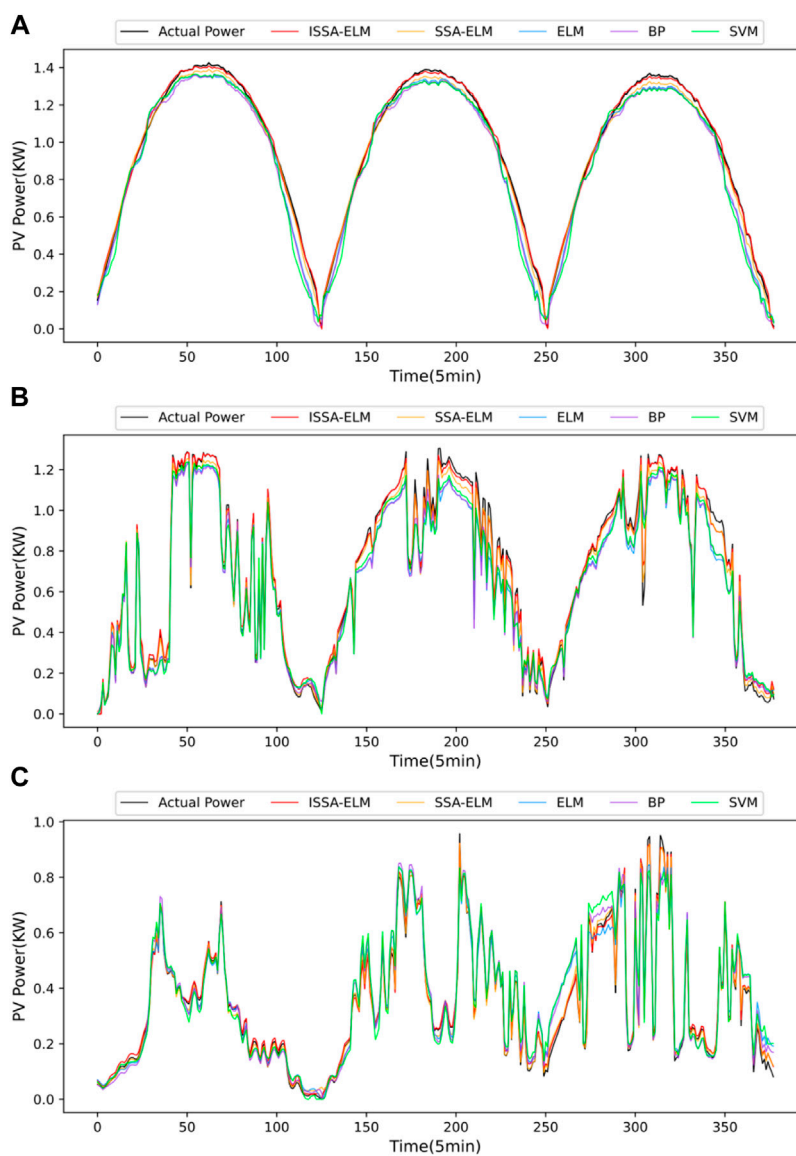 A
Actual Power ISSA-ELM SSA-ELM ELM BP SVM
PV Power(KW)
1.4
1.2
1.0
0.8
0.6
0.4
0.2
0.0
0 50 100 150 200 250 300 350
Time(5min)
B
Actual Power ISSA-ELM SSA-ELM ELM BP SVM
PV Power(KW)
1.2
1.0
0.8
0.6
0.4
0.2
0.0
0 50 100 150 200 250 300 350
Time(5min)
C
Actual Power ISSA-ELM SSA-ELM ELM BP SVM
PV Power(KW)
1.0
0.8
0.6
0.4
0.2
0.0
0 50 100 150 200 250 300 350
Time(5min)